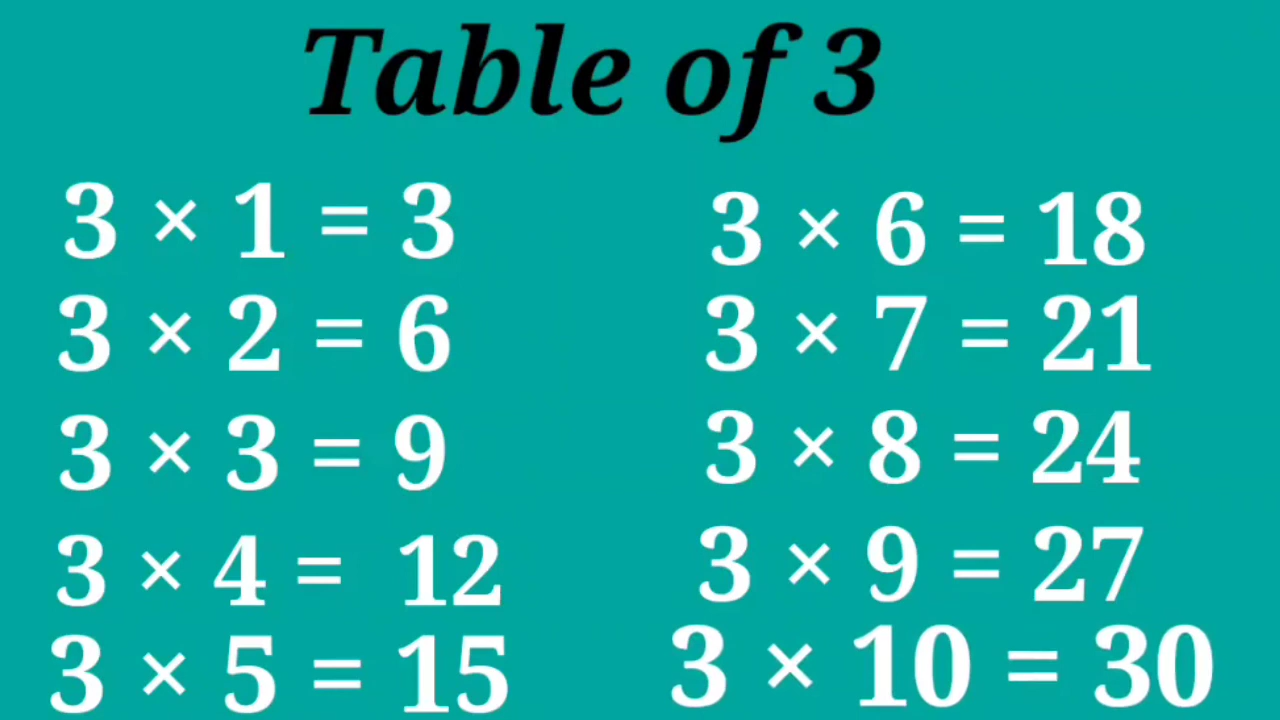 Table of 3
3 × 1 = 3
3 × 2 = 6
3 × 3 = 9
3 × 4 = 12
3 × 5 = 15
3 × 6 = 18
3 × 7 = 21
3 × 8 = 24
3 × 9 = 27
3 × 10 = 30